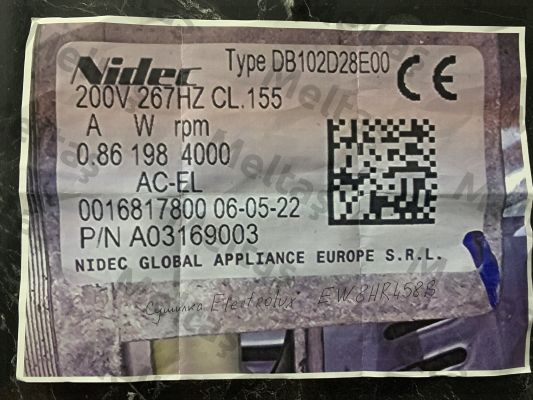 Nidec Type DB102D28E00 CE
200V 267HZ CL.155
A W rpm
0.86 198 4000
AC-EL
0016817800 06-05-22
P/N A03169003
NIDEC GLOBAL APPLIANCE EUROPE S.R.L.
Сушилка Electrolux EW8HR458B
Meltaş